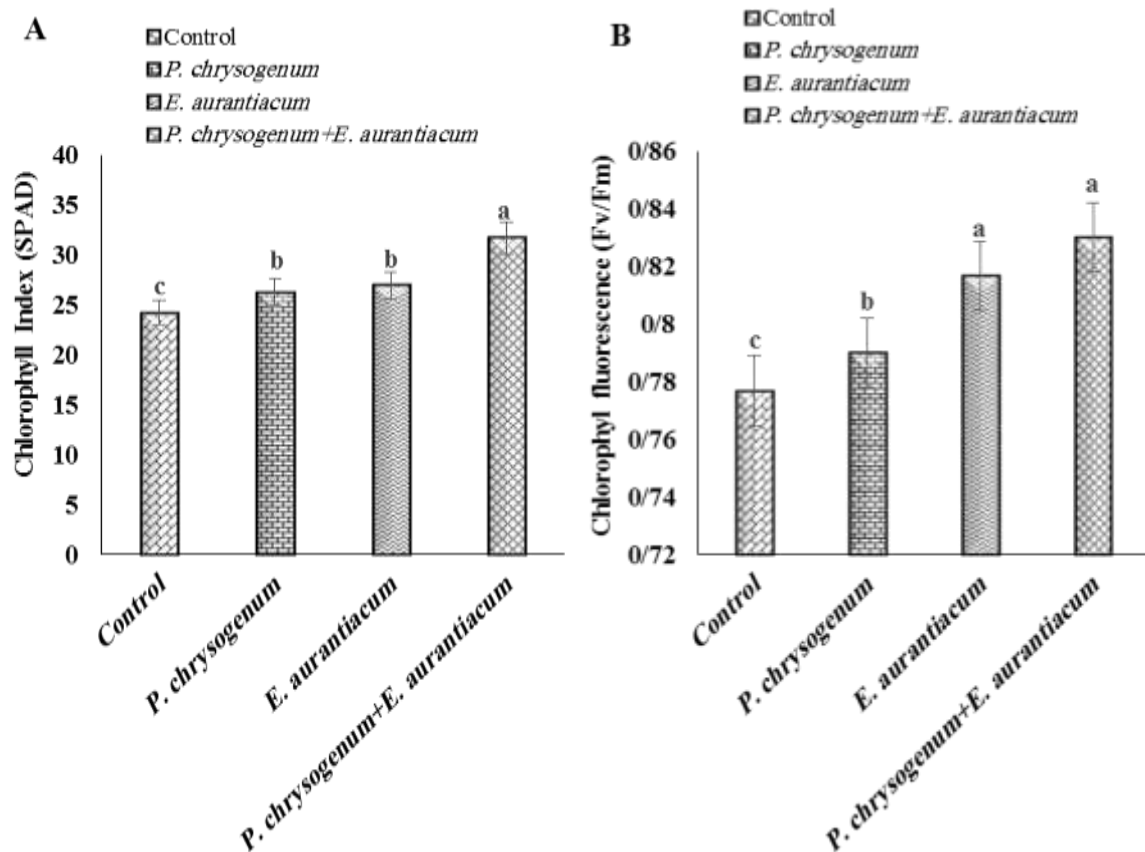 A
Control
P. chrysogenum
E. aurantiacum
P. chrysogenum+E. aurantiacum
Chlorophyll Index (SPAD)
40
35
30
25
20
15
10
5
0
c
b
b
a
Control
P. chrysogenum
E. aurantiacum
P. chrysogenum+E. aurantiacum
B
Control
P. chrysogenum
E. aurantiacum
P. chrysogenum+E. aurantiacum
Chlorophyl fluorescence (Fv/Fm)
0/86
0/84
0/82
0/8
0/78
0/76
0/74
0/72
c
b
a
a
Control
P. chrysogenum
E. aurantiacum
P. chrysogenum+E. aurantiacum